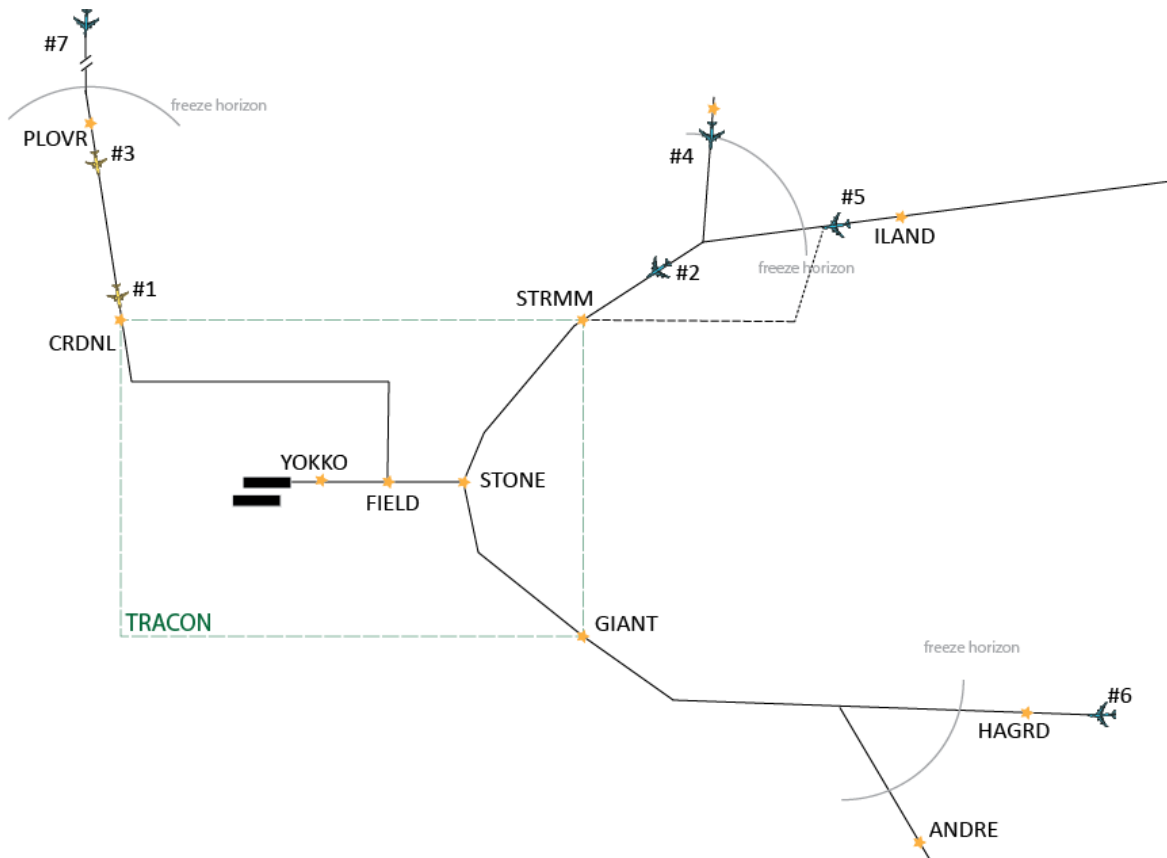 #7
freeze horizon
PLOVR
#3
#4
#5
ILAND
freeze horizon
#2
#1
STRMM
CRDNL
YOKKO
STONE
FIELD
TRACON
GIANT
freeze horizon
#6
HAGRD
ANDRE